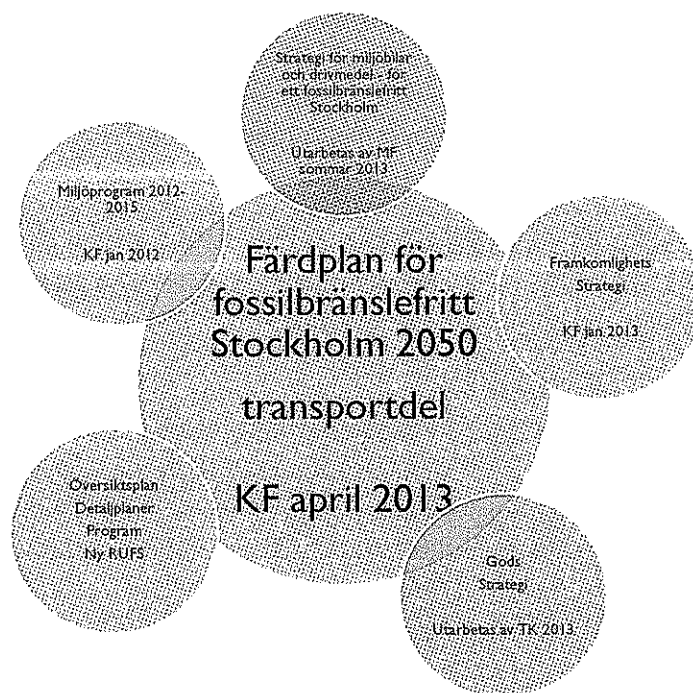 Strategi för miljöbilar
och drivmedel - för
ett fossilbränslefritt
Stockholm
Utarbetas av MF
sommar 2013
Miljöprogram 2012-
2015
KF jan 2012
Färdplan för
fossilbränslefritt
Stockholm 2050
transportdel
KF april 2013
Framkomlighets
Strategi
KF jan 2013
Översiktsplan
Detaljplaner
Program
Ny RUFS
Gods
Strategi
Utarbetas av TK 2013